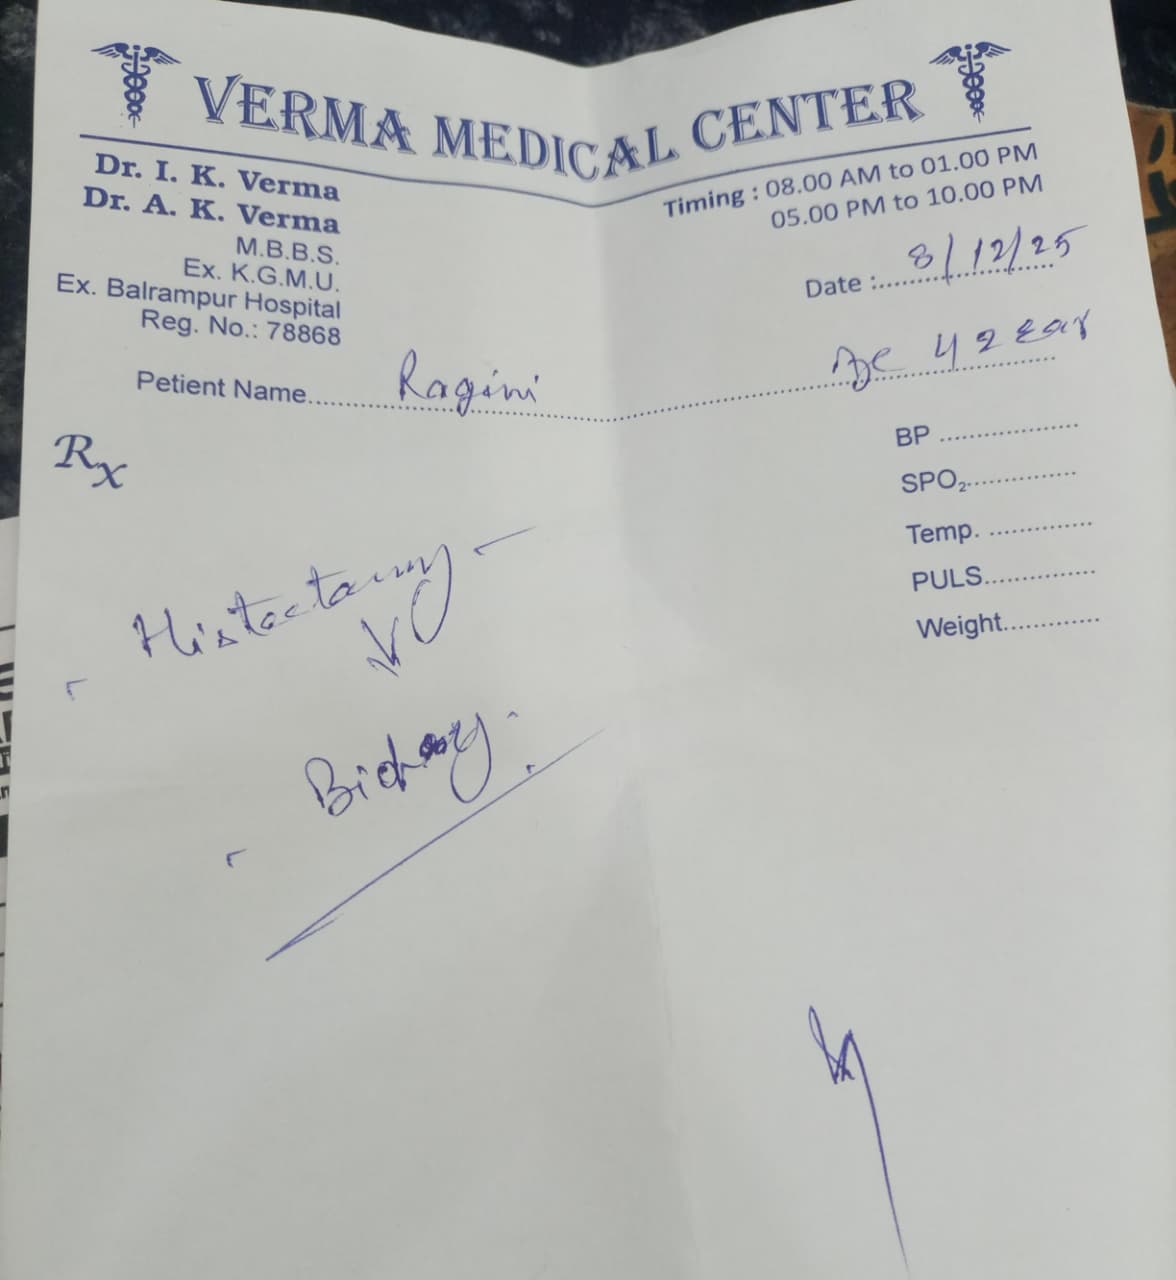 VERMA MEDICAL CENTER
Dr. I. K. Verma
Dr. A. K. Verma
M.B.B.S.
Ex. K.G.M.U.
Ex. Balrampur Hospital
Reg. No.: 78868
Timing : 08.00 AM to 01.00 PM
05.00 PM to 10.00 PM
Date : 8/12/25
Petient Name Ragini 42
Rx
BP
SPO₂
Temp.
PULS
Weight